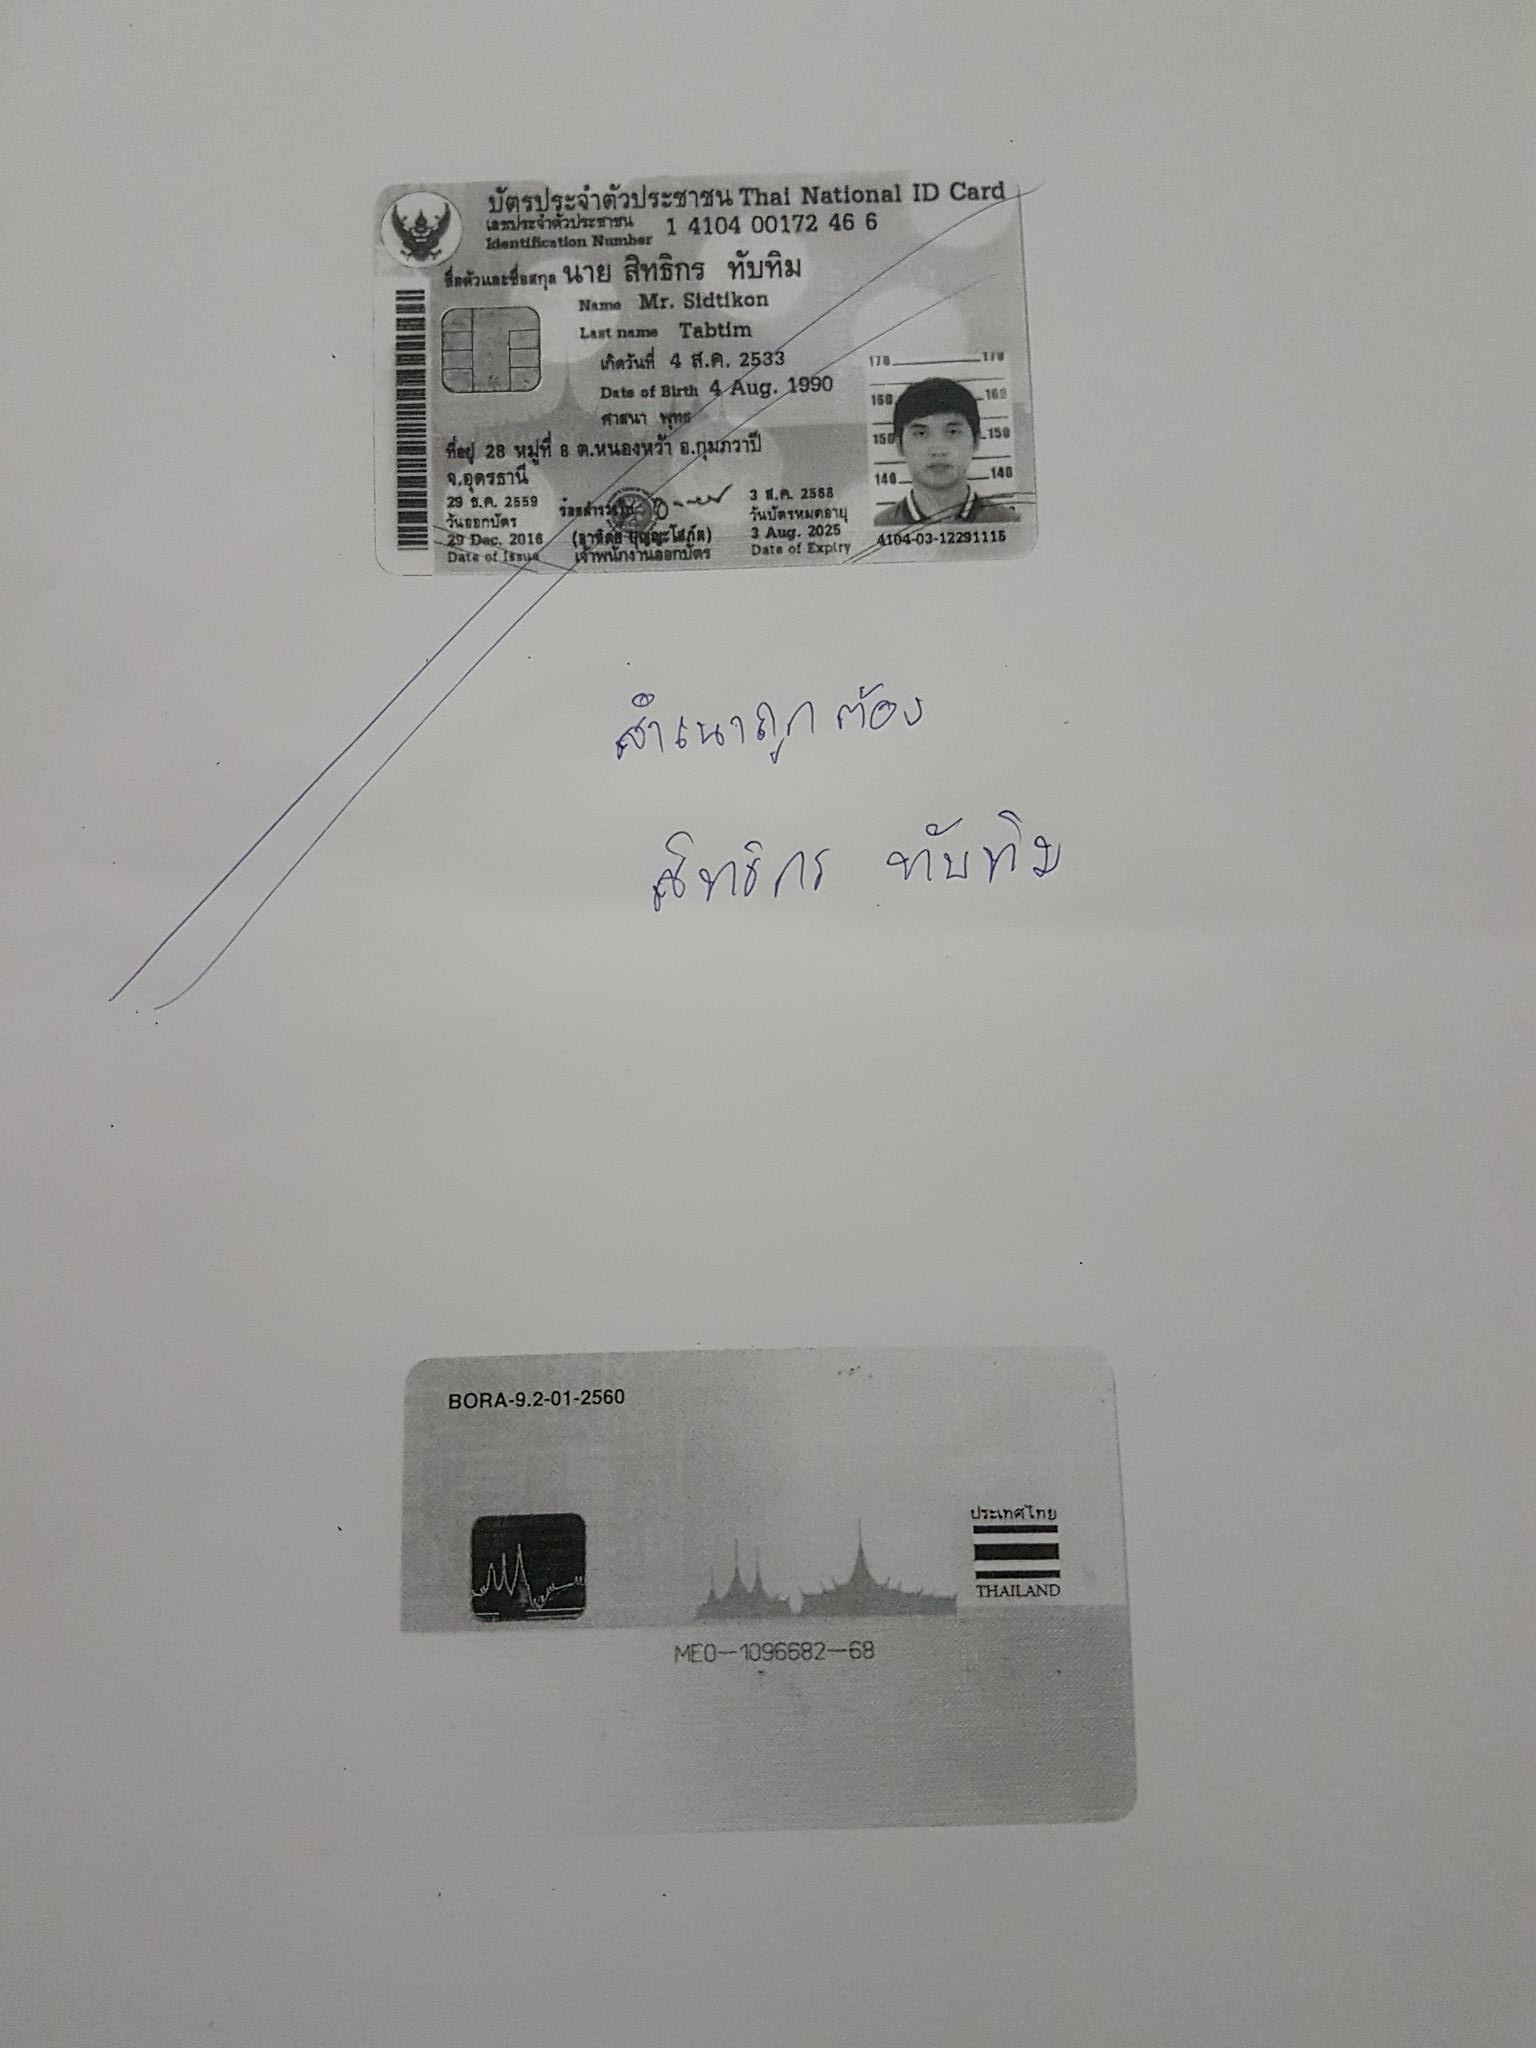 บัตรประจำตัวประชาชน Thai National ID Card
เลขประจำตัวประชาชน
Identification Number
1 4104 00172 46 6
ชื่อตัวและชื่อสกุล นาย สิทธิกร ทับทิม
Name Mr. Sidtikon
Last name Tabtim
เกิดวันที่ 4 ส.ค. 2533
Date of Birth 4 Aug. 1990
ศาสนา พุทธ
ที่อยู่ 28 หมู่ที่ 8 ต.หนองหว้า อ.กุมภวาปี
จ.อุดรธานี
29 ธ.ค. 2559
วันออกบัตร
29 Dec. 2016
Date of Issue
เจ้าพนักงานออกบัตร
3 ส.ค. 2568
วันบัตรหมดอายุ
3 Aug. 2025
Date of Expiry
170 170
160 160
150 150
140 140
4104-03-12291115
สำเนาถูกต้อง
สิทธิกร ทับทิม
BORA-9.2-01-2560
ประเทศไทย
THAILAND
ME0-1096682-68